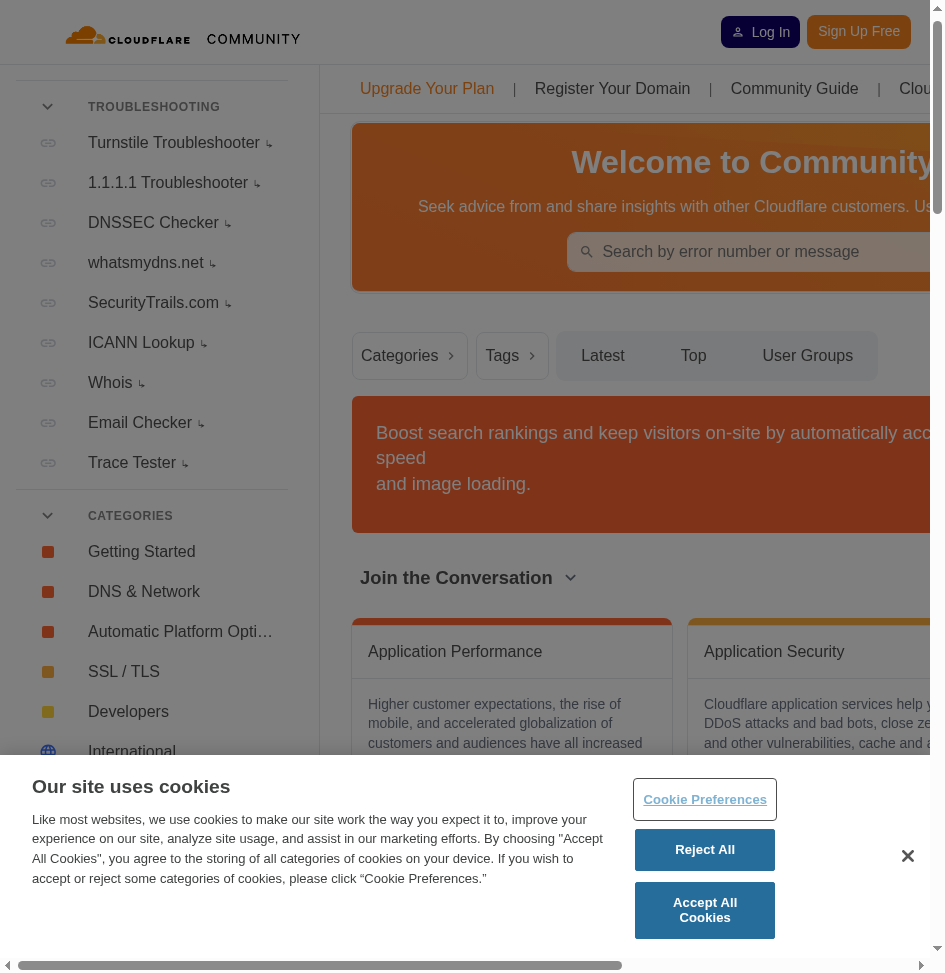 CLOUDFLARE COMMUNITY
Log In
Sign Up Free
Upgrade Your Plan | Register Your Domain | Community Guide | Clou
TROUBLESHOOTING
Turnstile Troubleshooter ↳
1.1.1.1 Troubleshooter ↳
DNSSEC Checker ↳
whatsmydns.net ↳
SecurityTrails.com ↳
ICANN Lookup ↳
Whois ↳
Email Checker ↳
Trace Tester ↳
CATEGORIES
Getting Started
DNS & Network
Automatic Platform Opti…
SSL / TLS
Developers
International
Welcome to Community
Seek advice from and share insights with other Cloudflare customers. Us
Search by error number or message
Categories
Tags
Latest
Top
User Groups
Boost search rankings and keep visitors on-site by automatically acc
speed
and image loading.
Join the Conversation
Application Performance
Higher customer expectations, the rise of
mobile, and accelerated globalization of
customers and audiences have all increased
Application Security
Cloudflare application services help y
DDoS attacks and bad bots, close ze
and other vulnerabilities, cache and a
Our site uses cookies
Like most websites, we use cookies to make our site work the way you expect it to, improve your
experience on our site, analyze site usage, and assist in our marketing efforts. By choosing "Accept
All Cookies", you agree to the storing of all categories of cookies on your device. If you wish to
accept or reject some categories of cookies, please click “Cookie Preferences.”
Cookie Preferences
Reject All
Accept All
Cookies